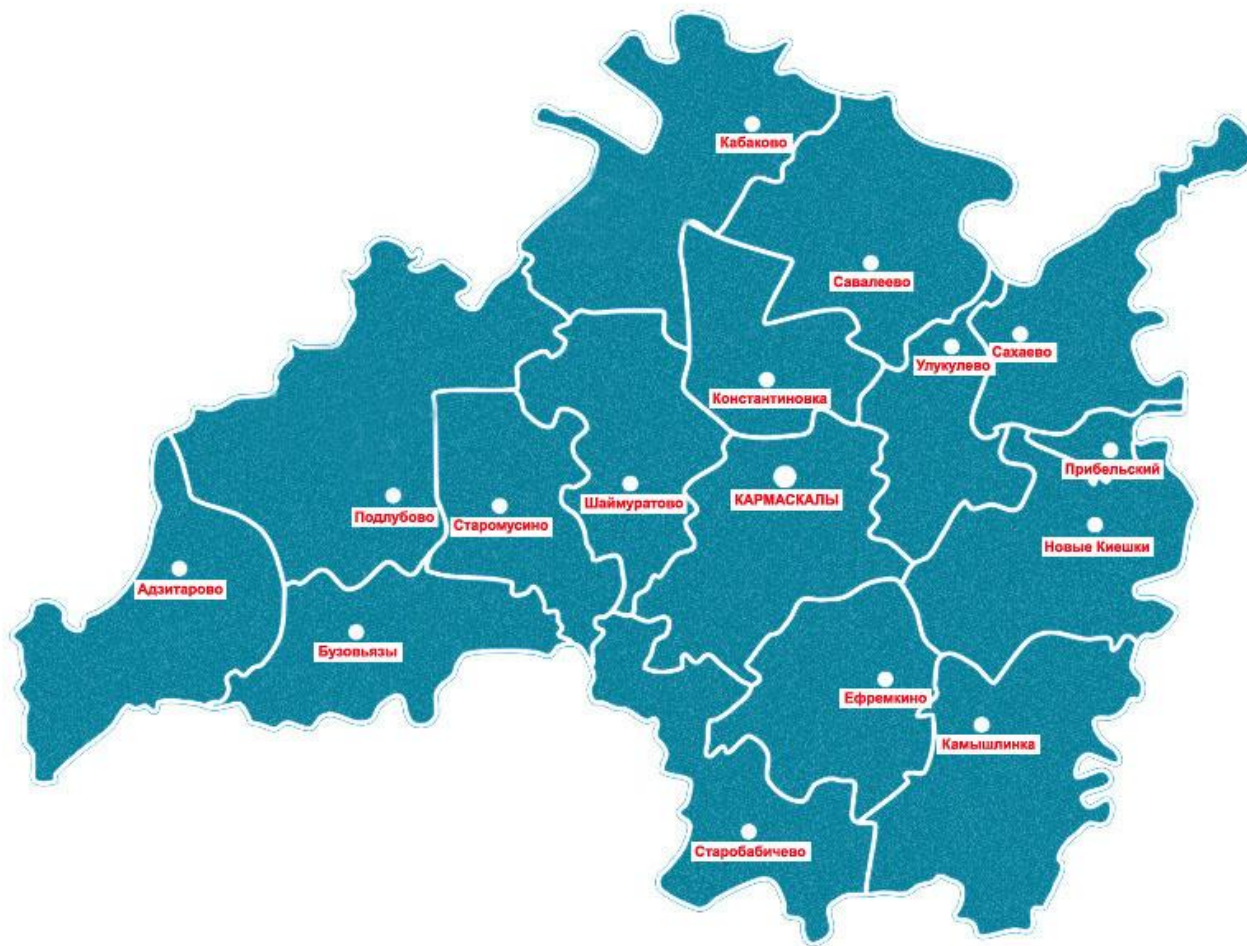 Кабаково
Савалеево
Улукулево
Сахаево
Константиновка
Прибельский
Подлубово
Старомусино
Шаймуратово
КАРМАСКАЛЫ
Новые Киешки
Адзитарово
Бузовьязы
Ефремкино
Камышлинка
Старобабичево